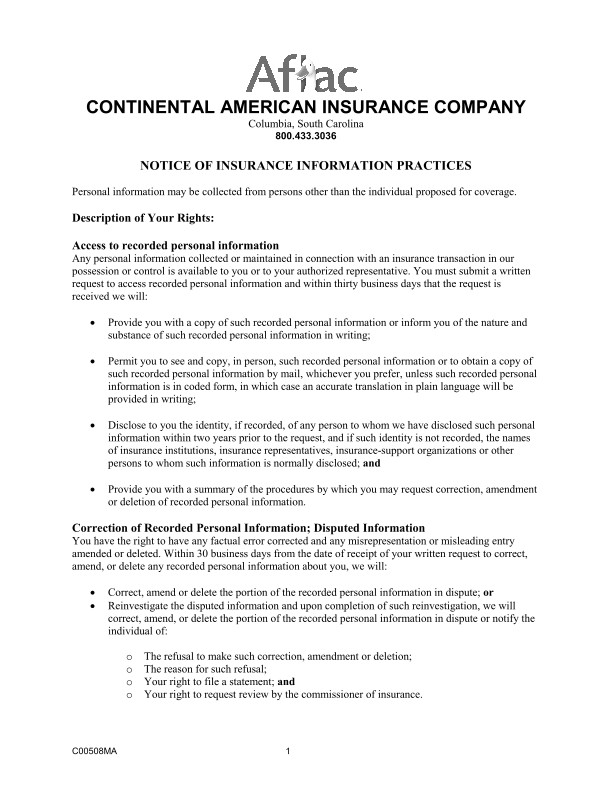 Aflac
CONTINENTAL AMERICAN INSURANCE COMPANY
Columbia, South Carolina
800.433.3036
NOTICE OF INSURANCE INFORMATION PRACTICES
Personal information may be collected from persons other than the individual proposed for coverage.
Description of Your Rights:
Access to recorded personal information
Any personal information collected or maintained in connection with an insurance transaction in our
possession or control is available to you or to your authorized representative. You must submit a written
request to access recorded personal information and within thirty business days that the request is
received we will:
• Provide you with a copy of such recorded personal information or inform you of the nature and
substance of such recorded personal information in writing;
• Permit you to see and copy, in person, such recorded personal information or to obtain a copy of
such recorded personal information by mail, whichever you prefer, unless such recorded personal
information is in coded form, in which case an accurate translation in plain language will be
provided in writing;
• Disclose to you the identity, if recorded, of any person to whom we have disclosed such personal
information within two years prior to the request, and if such identity is not recorded, the names
of insurance institutions, insurance representatives, insurance-support organizations or other
persons to whom such information is normally disclosed; and
• Provide you with a summary of the procedures by which you may request correction, amendment
or deletion of recorded personal information.
Correction of Recorded Personal Information; Disputed Information
You have the right to have any factual error corrected and any misrepresentation or misleading entry
amended or deleted. Within 30 business days from the date of receipt of your written request to correct,
amend, or delete any recorded personal information about you, we will:
• Correct, amend or delete the portion of the recorded personal information in dispute; or
• Reinvestigate the disputed information and upon completion of such reinvestigation, we will
correct, amend, or delete the portion of the recorded personal information in dispute or notify the
individual of:
o The refusal to make such correction, amendment or deletion;
o The reason for such refusal;
o Your right to file a statement; and
o Your right to request review by the commissioner of insurance.
C00508MA 1